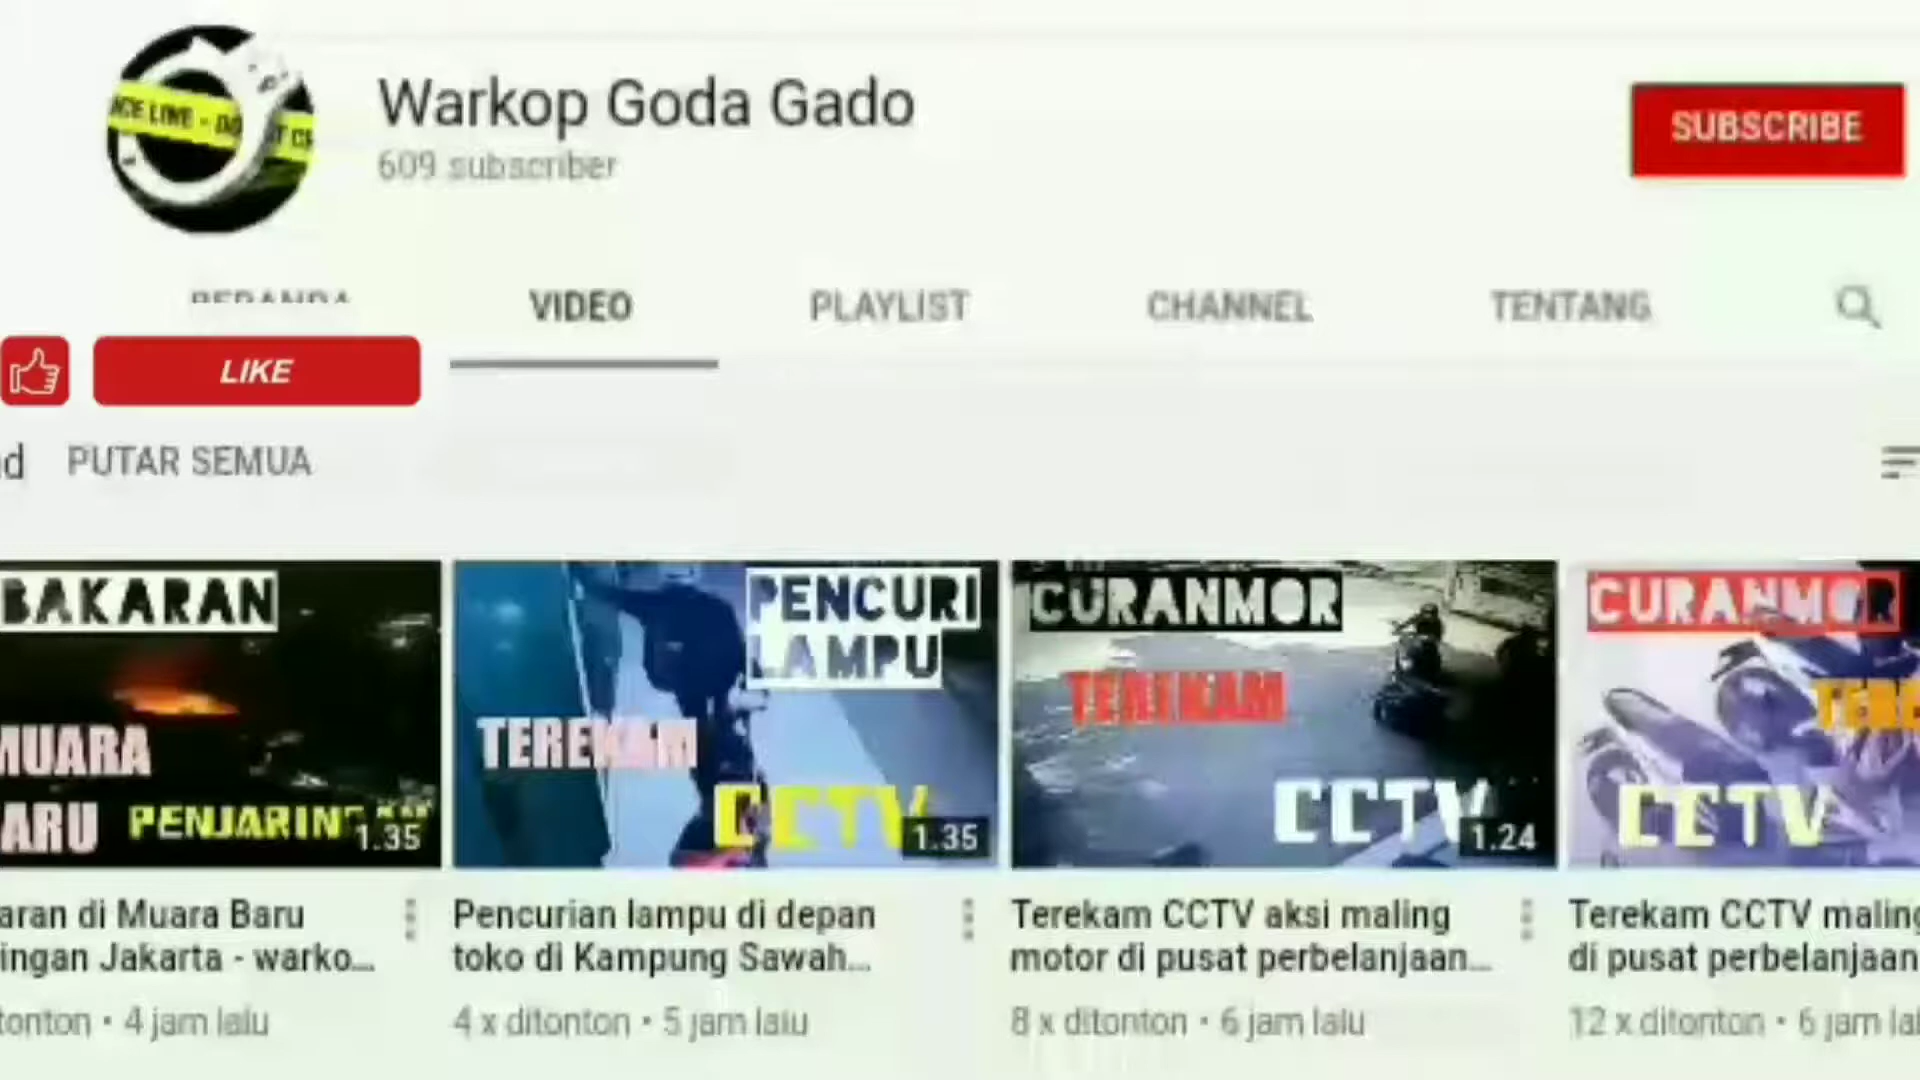 Warkop Goda Gado
609 subscriber
SUBSCRIBE
VIDEO PLAYLIST CHANNEL TENTANG
LIKE
PUTAR SEMUA
BAKARAN
MUARA
ARU
1.35
PENCURI
LAMPU
TEREKAM
CCTV
1.35
CURANMOR
TEREKAM
CCTV
1.24
CURANMOR
CCTV
aran di Muara Baru
ingan Jakarta - warko...
tonton • 4 jam lalu
Pencurian lampu di depan
toko di Kampung Sawah...
4 x ditonton • 5 jam lalu
Terekam CCTV aksi maling
motor di pusat perbelanjaan...
8 x ditonton • 6 jam lalu
Terekam CCTV maling
di pusat perbelanjaan
12 x ditonton • 6 jam lal